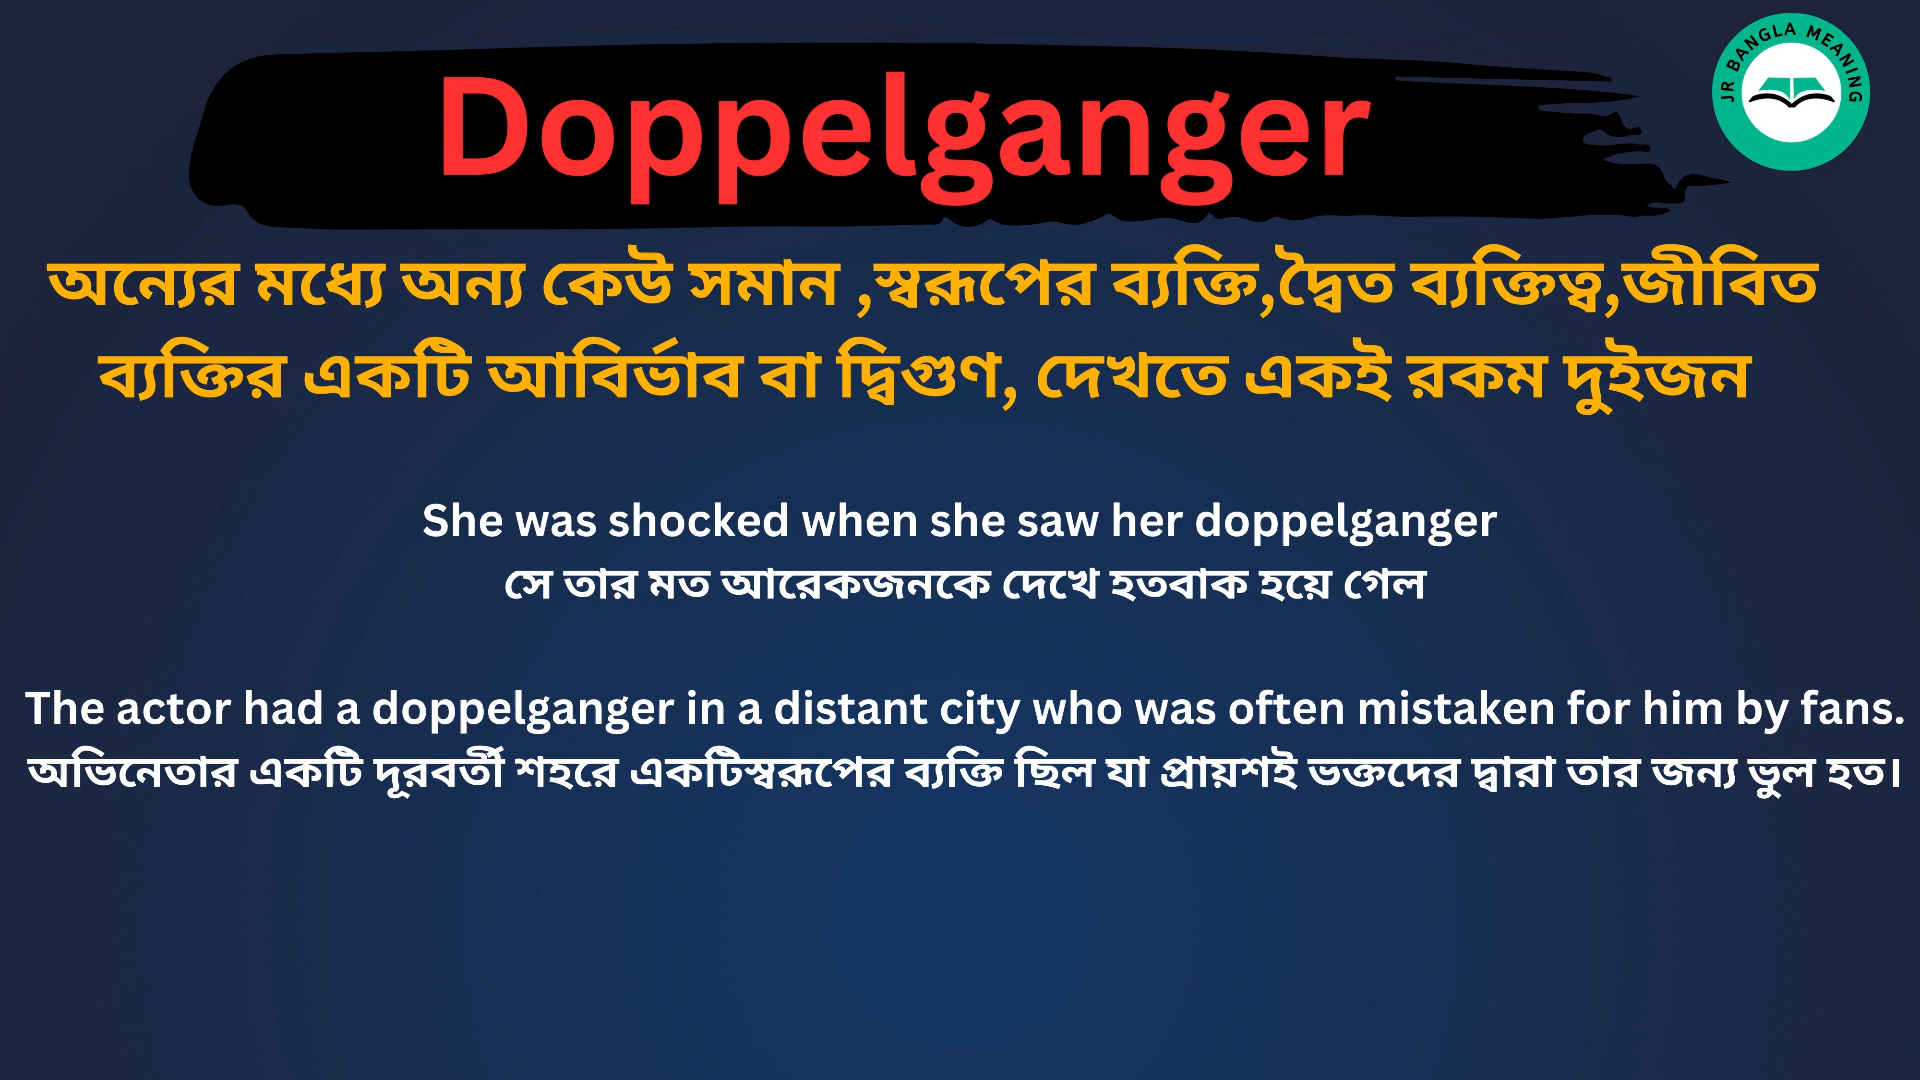 JR BANGLA MEANING
Doppelganger
অন্যের মধ্যে অন্য কেউ সমান ,স্বরূপের ব্যক্তি,দ্বৈত ব্যক্তিত্ব,জীবিত
ব্যক্তির একটি আবির্ভাব বা দ্বিগুণ, দেখতে একই রকম দুইজন
She was shocked when she saw her doppelganger
সে তার মত আরেকজনকে দেখে হতবাক হয়ে গেল
The actor had a doppelganger in a distant city who was often mistaken for him by fans.
অভিনেতার একটি দূরবর্তী শহরে একটিস্বরূপের ব্যক্তি ছিল যা প্রায়শই ভক্তদের দ্বারা তার জন্য ভুল হত।